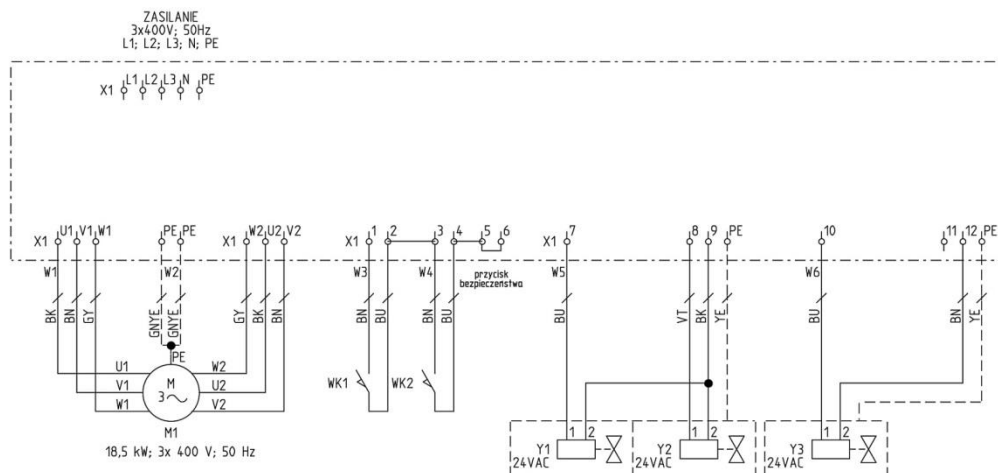 ZASILANIE
3x400V; 50Hz
L1; L2; L3; N; PE
X1 L1 L2 L3 N PE
X1 U1 V1 W1 PE PE X1 W2 U2 V2 X1 1 2 3 4 5 6 X1 7 8 9 PE 10 11 12 PE
W1 W2 W3 W4 przycisk W5 W6
bezpieczeństwa
BK BN GY GNYE GNYE GY BK BN BN BU BN BU BU VT BK YE BU BN YE
PE
U1 M W2
V1 3 U2
W1 V2
WK1 WK2
M1
18,5 kW; 3x 400 V; 50 Hz
1 2 1 2 1 2
Y1 Y2 Y3
24VAC 24VAC 24VAC